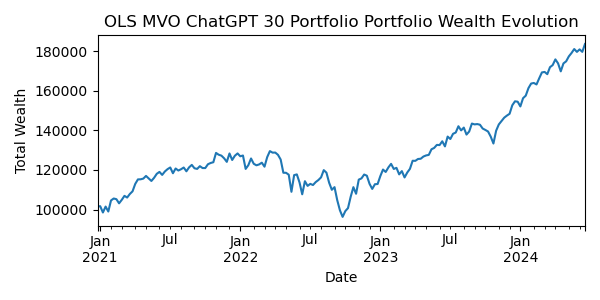 OLS MVO ChatGPT 30 Portfolio Portfolio Wealth Evolution
Total Wealth
180000
160000
140000
120000
100000
Jan
2021
Jul
Jan
2022
Jul
Jan
2023
Jul
Jan
2024
Date